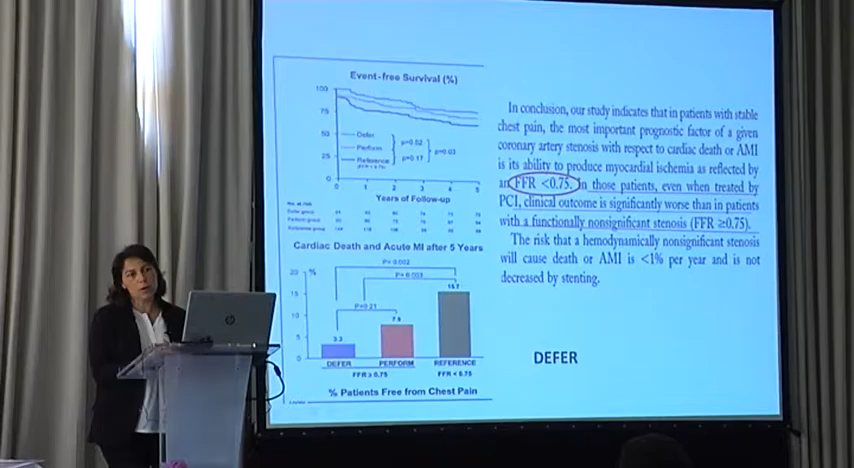 Event-free Survival (%)
100
75
50
25
0
Defer
Perform
Reference
p=0.52
p=0.17
p=0.03
0 1 2 3 4 5
Years of Follow-up
Defer group
Perform group
Reference group
Cardiac Death and Acute MI after 5 Years
20
%
15
10
5
0
P= 0.002
P= 0.003
P=0.21
3.3
7.9
15.7
DEFER PERFORM REFERENCE
FFR ≥ 0.75 FFR < 0.75
% Patients Free from Chest Pain
In conclusion, our study indicates that in patients with stable
chest pain, the most important prognostic factor of a given
coronary artery stenosis with respect to cardiac death or AMI
is its ability to produce myocardial ischemia as reflected by
an FFR <0.75. In those patients, even when treated by
PCI, clinical outcome is significantly worse than in patients
with a functionally nonsignificant stenosis (FFR ≥0.75).
The risk that a hemodynamically nonsignificant stenosis
will cause death or AMI is <1% per year and is not
decreased by stenting.
DEFER
hp